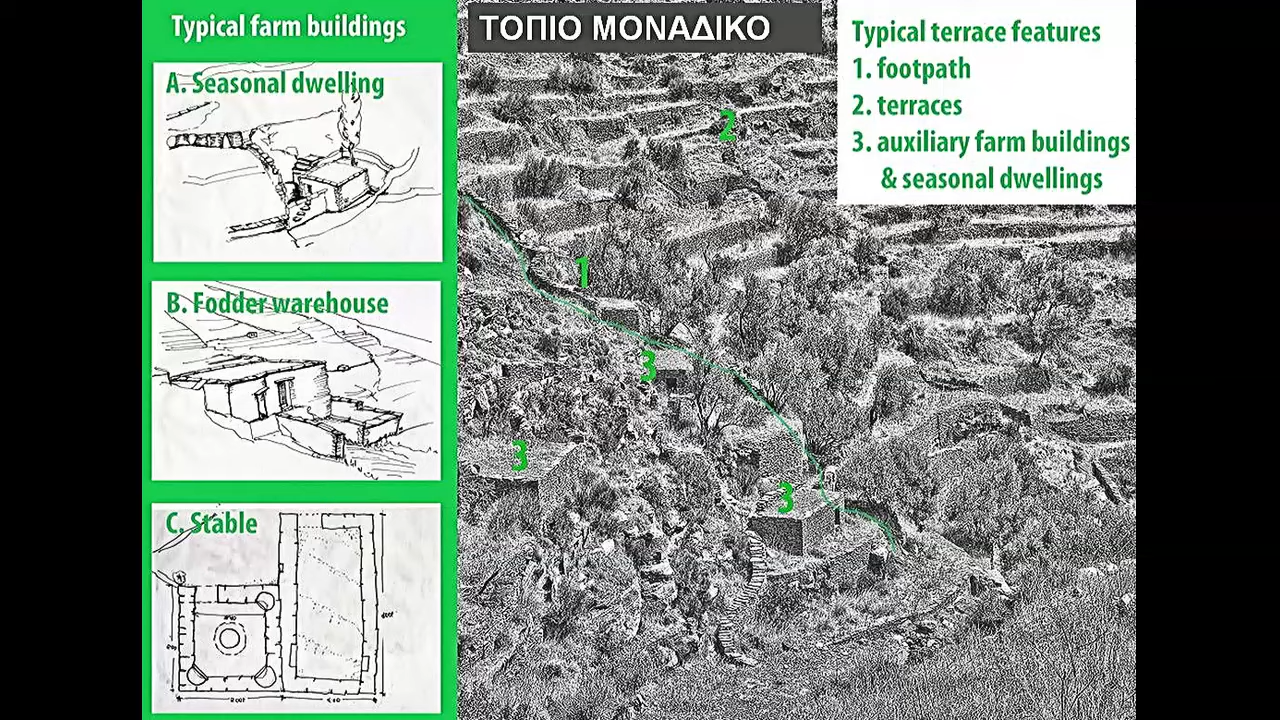 Typical farm buildings
A. Seasonal dwelling
B. Fodder warehouse
C. Stable
ΤΟΠΙΟ ΜΟΝΑΔΙΚΟ
2
1
3
3
3
Typical terrace features
1. footpath
2. terraces
3. auxiliary farm buildings
& seasonal dwellings